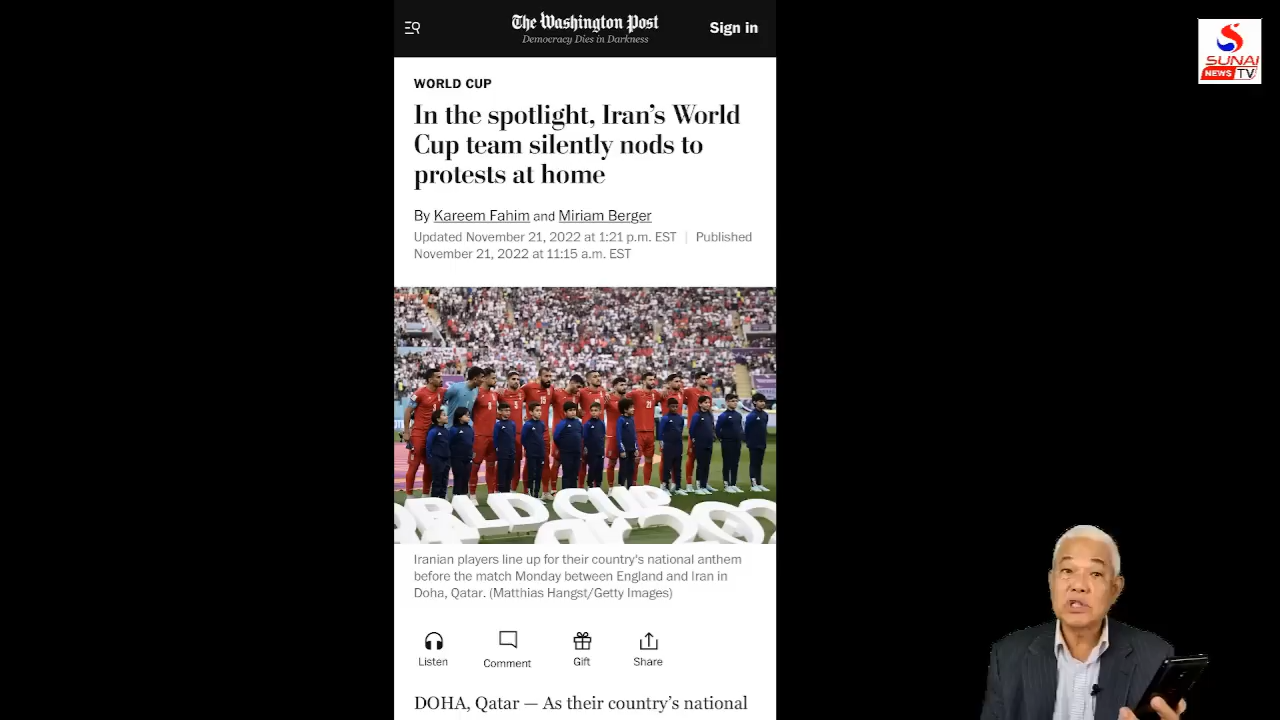 The Washington Post
Democracy Dies in Darkness
Sign in
SUNAI
NEWS TV
WORLD CUP
In the spotlight, Iran’s World
Cup team silently nods to
protests at home
By Kareem Fahim and Miriam Berger
Updated November 21, 2022 at 1:21 p.m. EST | Published
November 21, 2022 at 11:15 a.m. EST
Iranian players line up for their country's national anthem
before the match Monday between England and Iran in
Doha, Qatar. (Matthias Hangst/Getty Images)
Listen
Comment
Gift
Share
DOHA, Qatar — As their country’s national